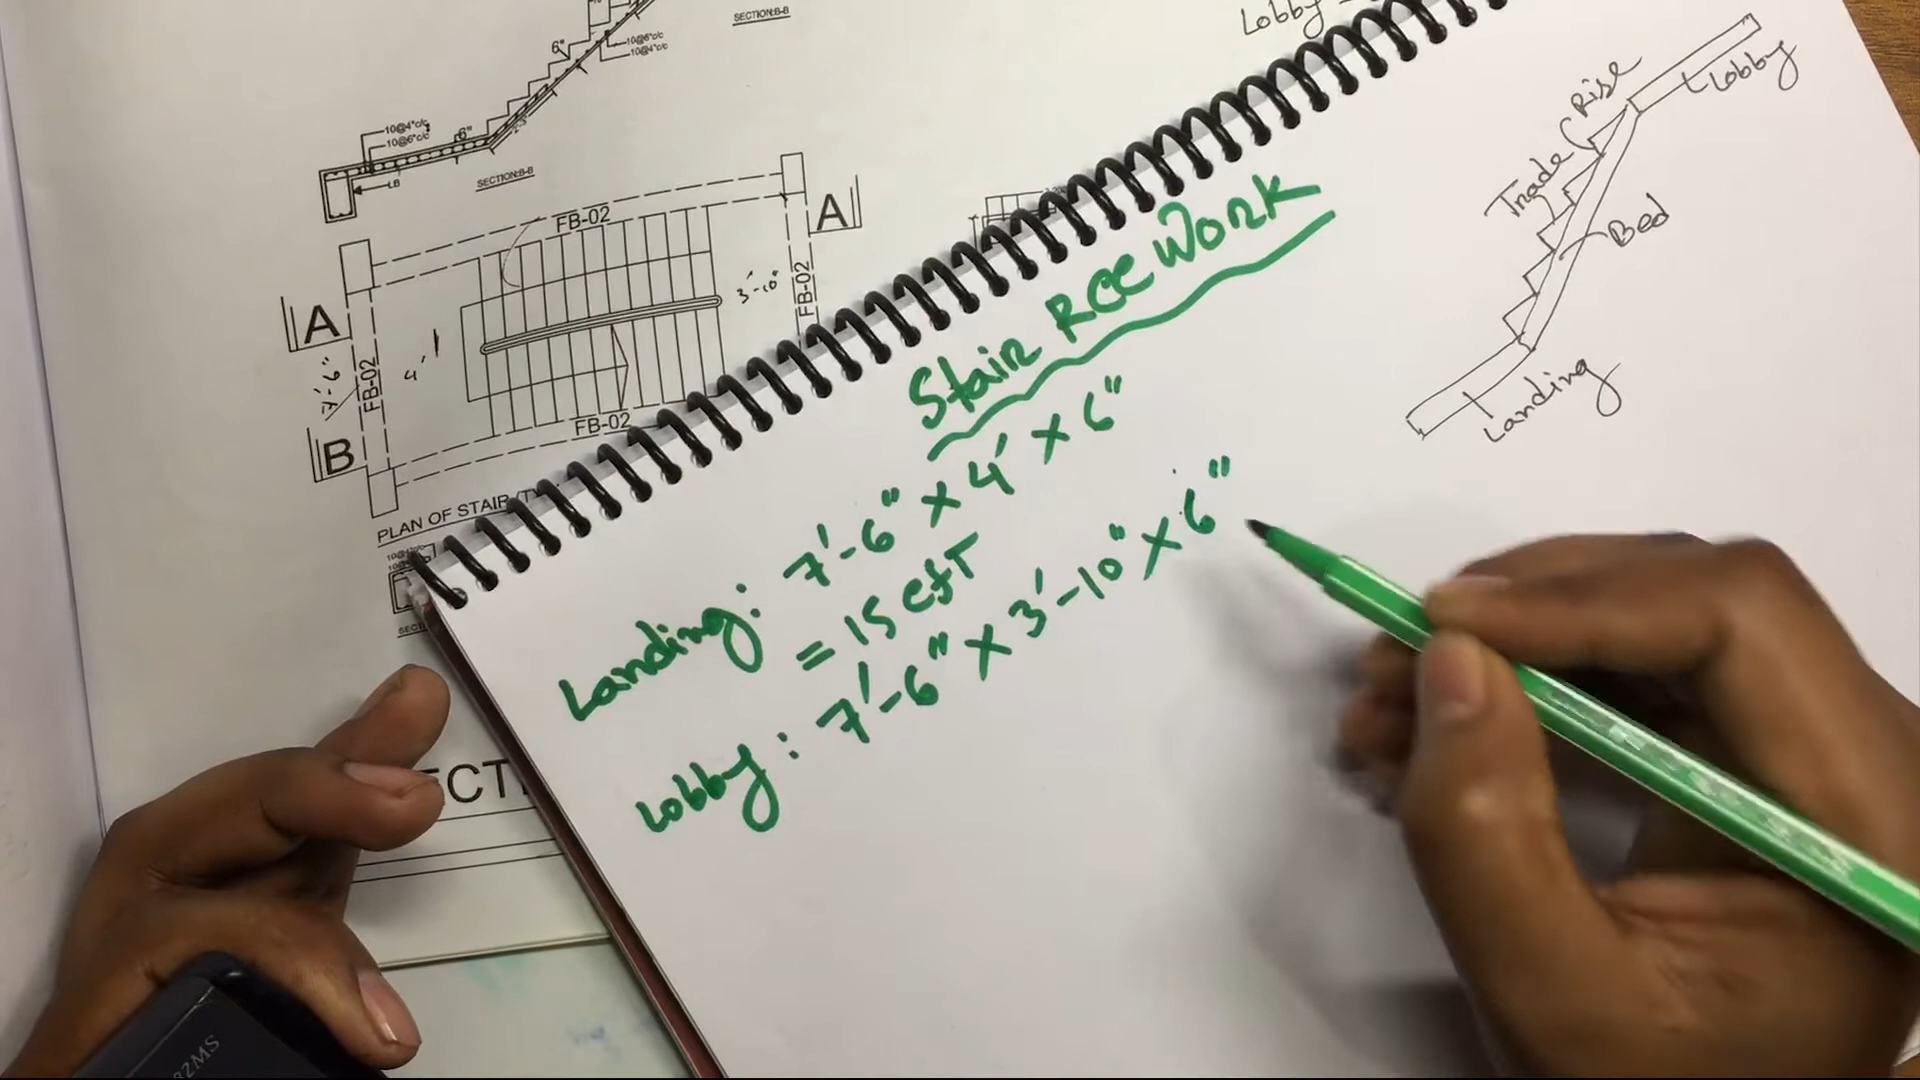 SECTION:B-B
Lobby
6"
10@6"c/c
10@4"c/c
10@4"c/c
10@6"c/c
6"
LB
SECTION:B-B
FB-02
A
A
3'-10"
FB-02
7'-6"
FB-02
4'
B
FB-02
PLAN OF STAIR
ECTI
82MS
Stair RCC WORK
Landing: 7'-6" X 4' X 6"
= 15 cft
Lobby: 7'-6" X 3'-10" X 6"
Rise
Trade
Lobby
Bed
Landing